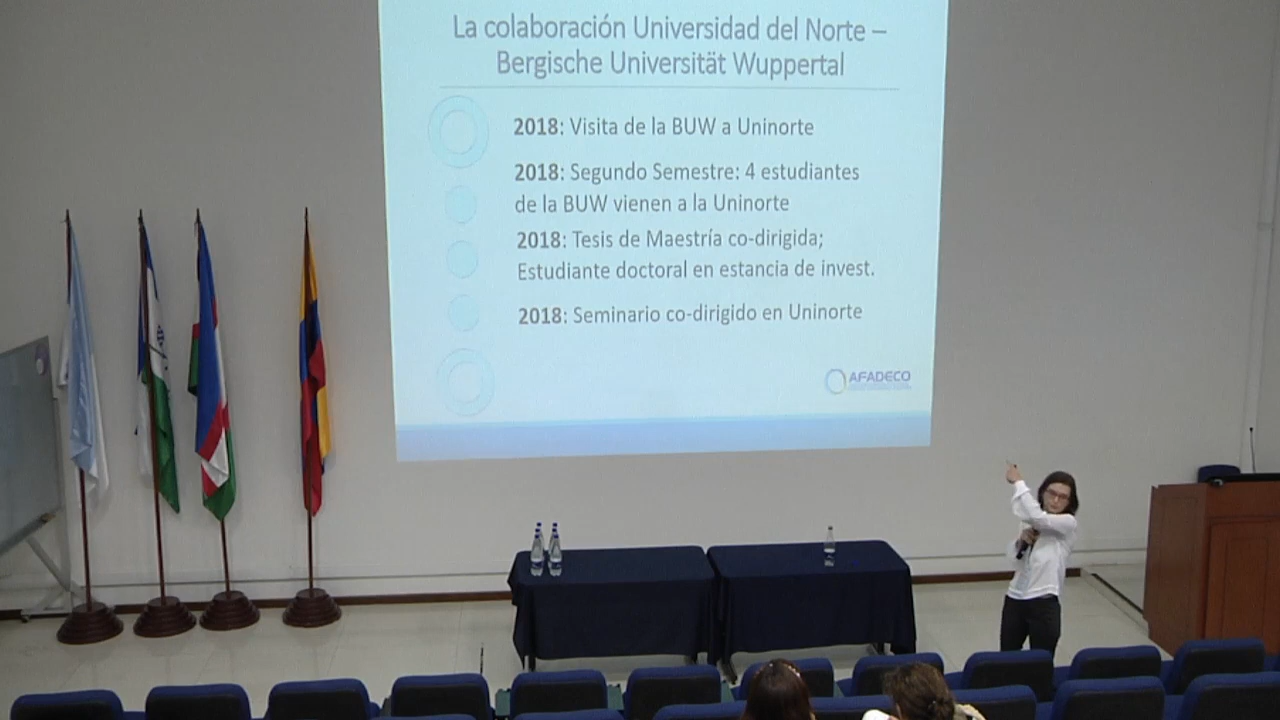 La colaboración Universidad del Norte –
Bergische Universität Wuppertal
2018: Visita de la BUW a Uninorte
2018: Segundo Semestre: 4 estudiantes
de la BUW vienen a la Uninorte
2018: Tesis de Maestría co-dirigida;
Estudiante doctoral en estancia de invest.
2018: Seminario co-dirigido en Uninorte
AFADECO